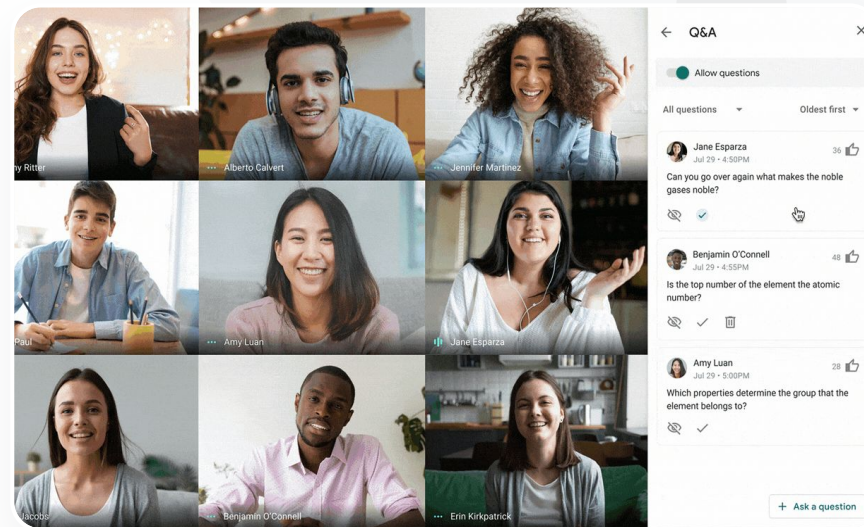 Q&A
Allow questions
All questions
Oldest first
Jane Esparza
36
Jul 29 • 4:50PM
Can you go over again what makes the noble
gases noble?
Benjamin O'Connell
48
Jul 29 • 4:55PM
Is the top number of the element the atomic
number?
Amy Luan
28
Jul 29 • 5:00PM
Which properties determine the group that the
element belongs to?
Ask a question
Ritter
Alberto Calvert
Jennifer Martinez
Paul
Amy Luan
Jane Esparza
Jacobs
Benjamin O'Connell
Erin Kirkpatrick